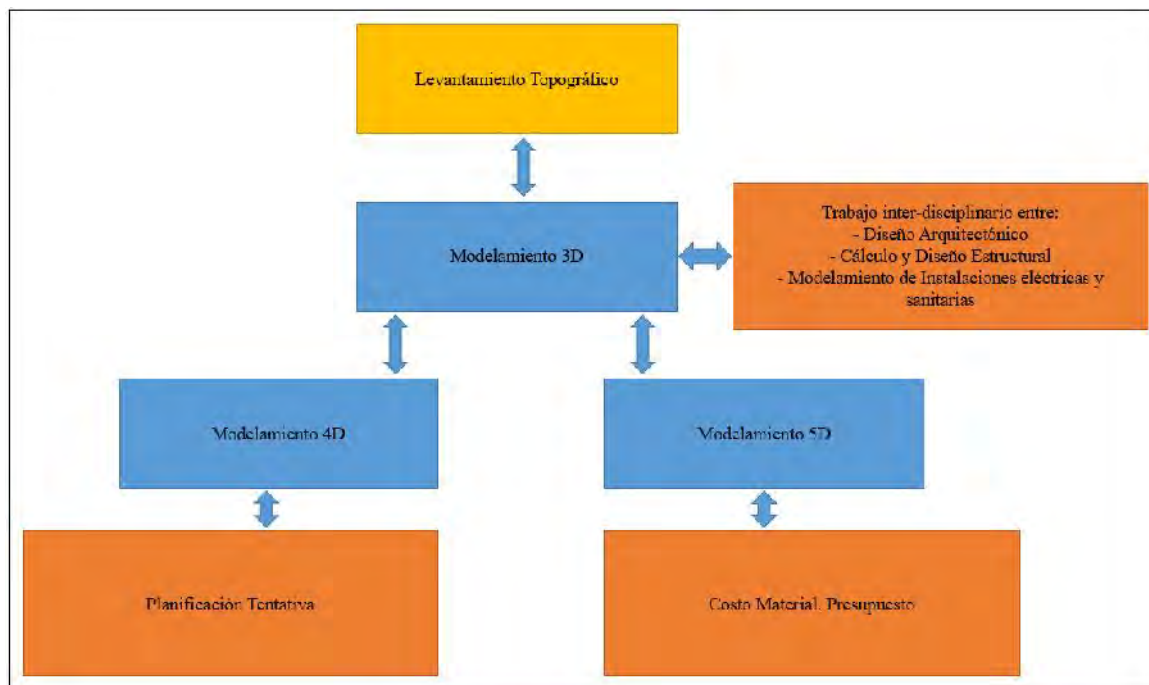 Levantamiento Topográfico
Modelamiento 3D
Trabajo inter-disciplinario entre:
- Diseño Arquitectónico
- Cálculo y Diseño Estructural
- Modelamiento de Instalaciones eléctricas y
sanitarias
Modelamiento 4D
Modelamiento 5D
Planificación Tentativa
Costo Material. Presupuesto